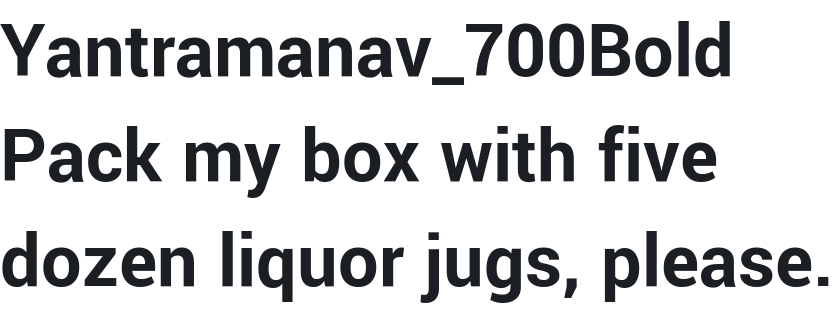 Yantramanav_700Bold
Pack my box with five
dozen liquor jugs, please.